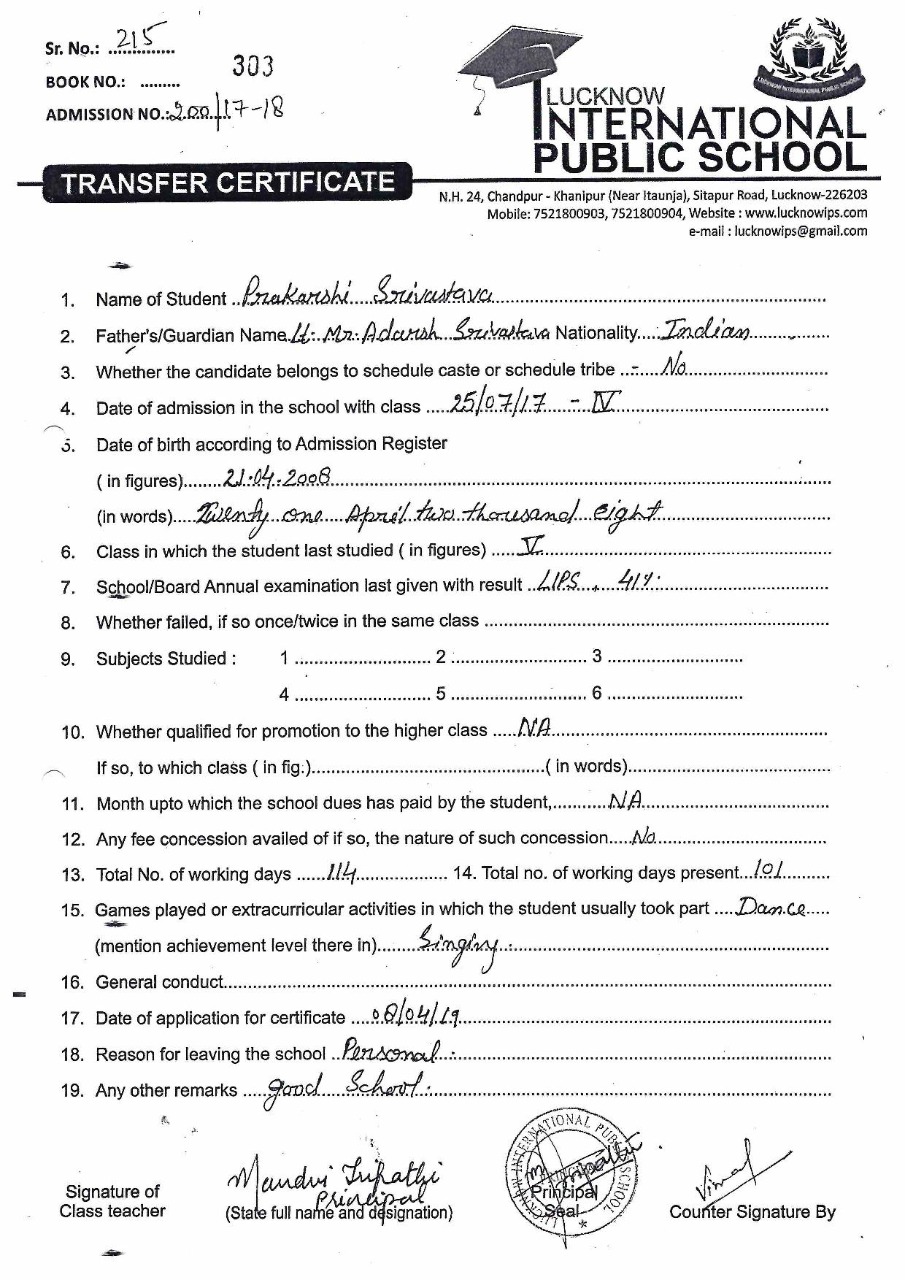 Sr. No.: 215
BOOK NO.: ......... 303
ADMISSION NO.: 200/17-18
LUCKNOW INTERNATIONAL PUBLIC SCHOOL
LUCKNOW
INTERNATIONAL
PUBLIC SCHOOL
TRANSFER CERTIFICATE
N.H. 24, Chandpur - Khanipur (Near Itaunja), Sitapur Road, Lucknow-226203
Mobile: 7521800903, 7521800904, Website : www.lucknowips.com
e-mail : lucknowips@gmail.com
1. Name of Student Prakarshi Srivastava
2. Father's/Guardian Name Lt. Mr. Adarsh Srivastava Nationality Indian
3. Whether the candidate belongs to schedule caste or schedule tribe - No
4. Date of admission in the school with class 25/07/17 - IV
5. Date of birth according to Admission Register
( in figures) 21.04.2008
(in words) Twenty one April two thousand eight
6. Class in which the student last studied ( in figures) V
7. School/Board Annual examination last given with result LIPS, 41%
8. Whether failed, if so once/twice in the same class
9. Subjects Studied : 1 2 3
4 5 6
10. Whether qualified for promotion to the higher class NA
If so, to which class ( in fig.) ( in words)
11. Month upto which the school dues has paid by the student, NA
12. Any fee concession availed of if so, the nature of such concession No
13. Total No. of working days 114 14. Total no. of working days present 101
15. Games played or extracurricular activities in which the student usually took part Dance
(mention achievement level there in) Singing
16. General conduct
17. Date of application for certificate 08/04/19
18. Reason for leaving the school Personal
19. Any other remarks good School
Mandvi Tripathi
Principal
Signature of
Class teacher
(State full name and designation)
LUCKNOW INTERNATIONAL PUBLIC SCHOOL
PRINCIPAL
Principal
Seal
Vimal
Counter Signature By